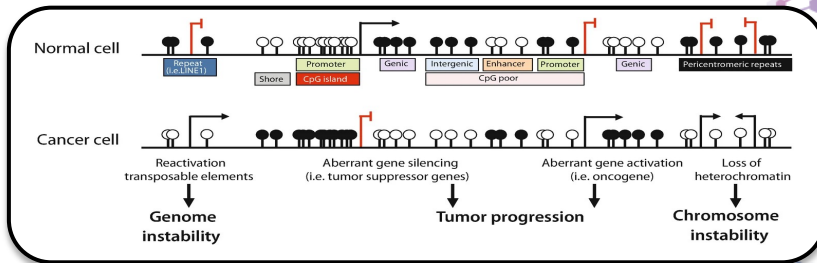 Normal cell
Repeat
(i.e.LINE1)
Promoter
Genic
Intergenic
Enhancer
Promoter
Genic
Pericentromeric repeats
Shore
CpG island
CpG poor
Cancer cell
Reactivation
transposable elements
Aberrant gene silencing
(i.e. tumor suppressor genes)
Aberrant gene activation
(i.e. oncogene)
Loss of
heterochromatin
Genome
instability
Tumor progression
Chromosome
instability